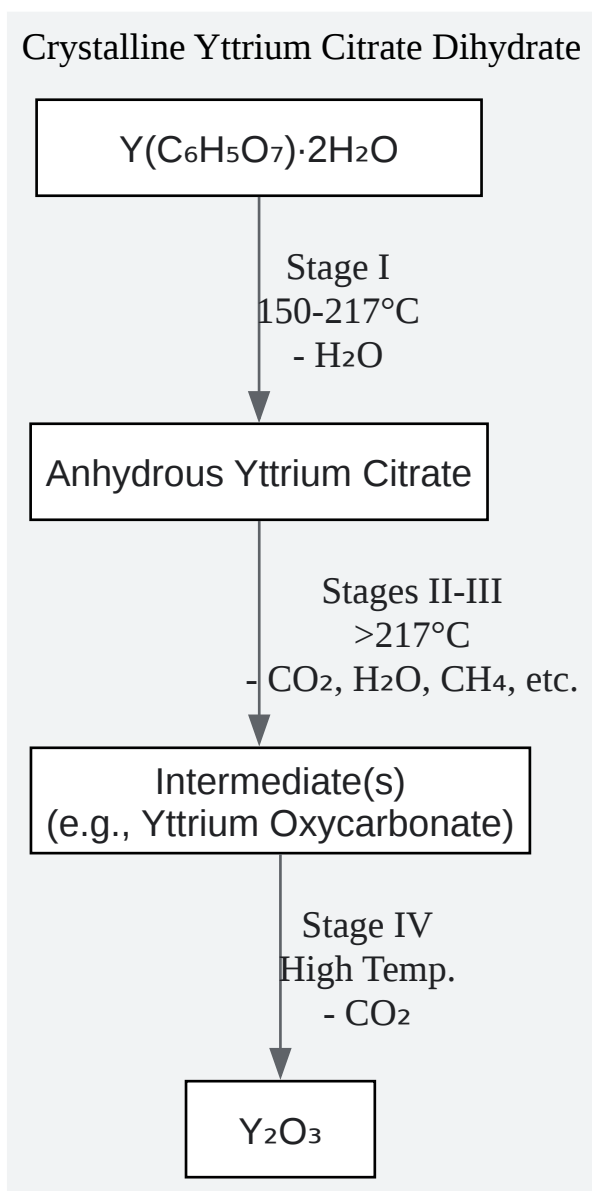 Crystalline Yttrium Citrate Dihydrate
Y(C₆H₅O₇)·2H₂O
Stage I
150-217°C
- H₂O
Anhydrous Yttrium Citrate
Stages II-III
>217°C
- CO₂, H₂O, CH₄, etc.
Intermediate(s)
(e.g., Yttrium Oxycarbonate)
Stage IV
High Temp.
- CO₂
Y₂O₃